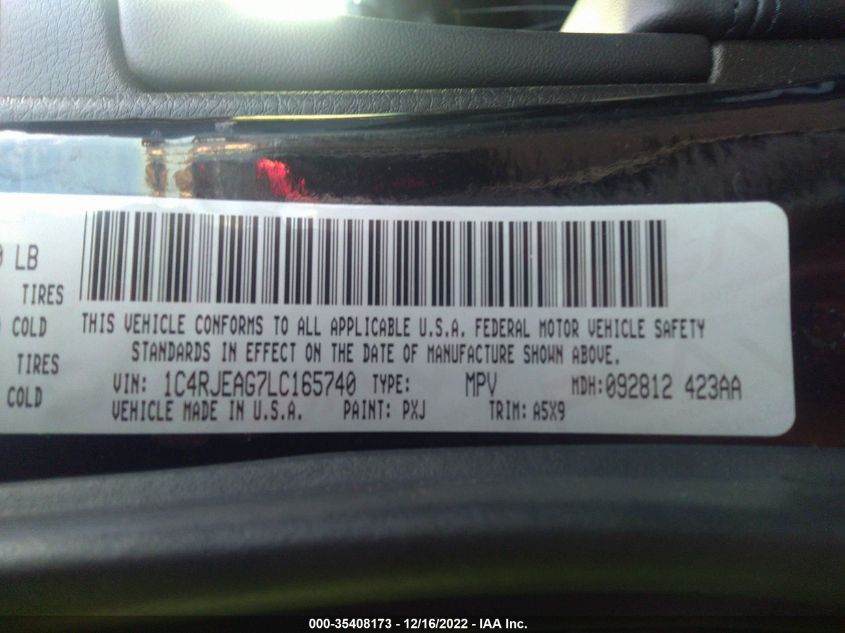 LB
TIRES
COLD
TIRES
COLD
THIS VEHICLE CONFORMS TO ALL APPLICABLE U.S.A. FEDERAL MOTOR VEHICLE SAFETY
STANDARDS IN EFFECT ON THE DATE OF MANUFACTURE SHOWN ABOVE.
VIN: 1C4RJEAG7LC165740 TYPE: MPV MDH:092812 423AA
VEHICLE MADE IN U.S.A. PAINT: PXJ TRIM: A5X9
000-35408173 - 12/16/2022 - IAA Inc.